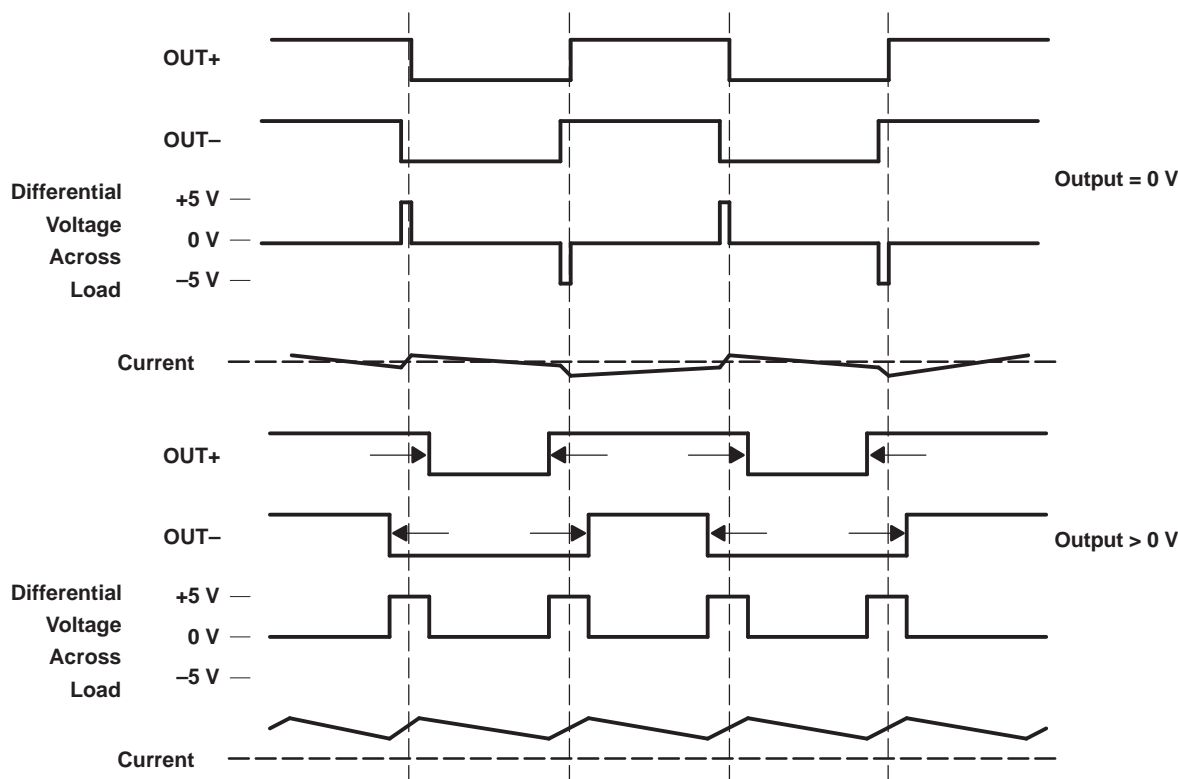 OUT+
OUT–
Output = 0 V
Differential
Voltage
Across
Load
+5 V
0 V
–5 V
Current
OUT+
OUT–
Output > 0 V
Differential
Voltage
Across
Load
+5 V
0 V
–5 V
Current